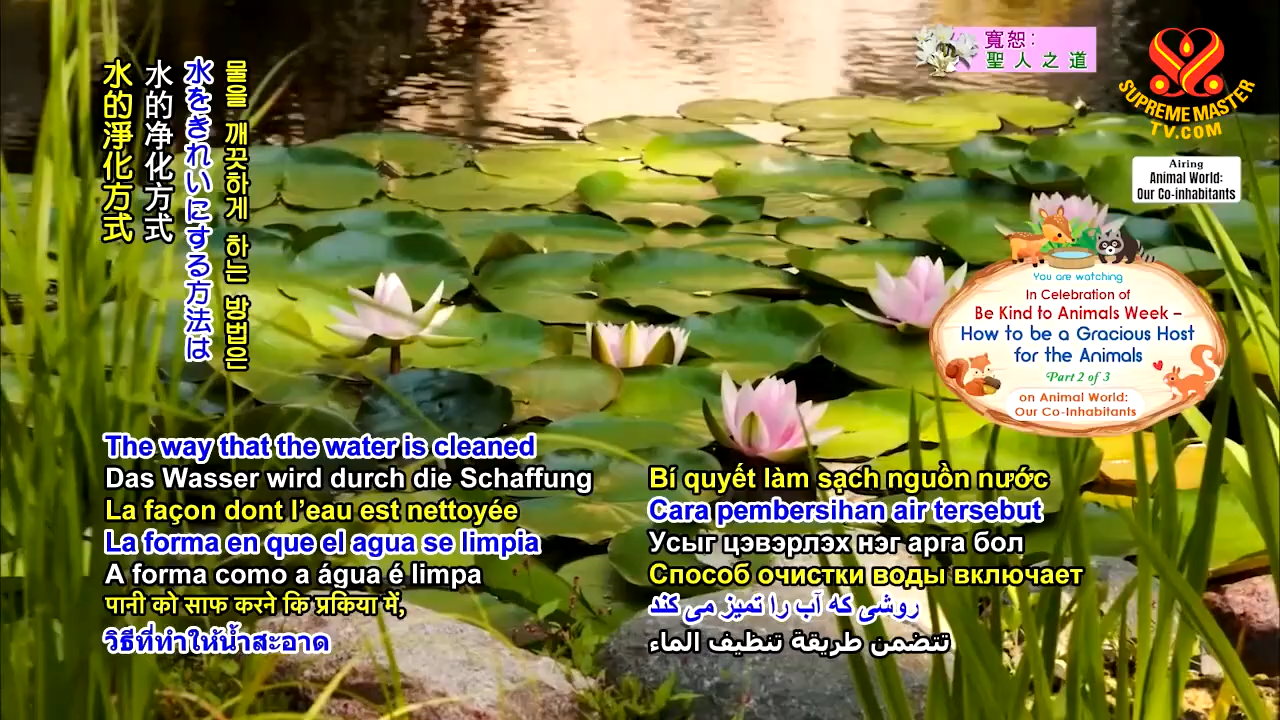 水的淨化方式
水的净化方式
水をきれいにする方法は
물을 깨끗하게 하는 방법은
寬恕:
聖人之道
SUPREME MASTER
TV.COM
Airing
Animal World:
Our Co-inhabitants
You are watching
In Celebration of
Be Kind to Animals Week –
How to be a Gracious Host
for the Animals
Part 2 of 3
on Animal World:
Our Co-Inhabitants
The way that the water is cleaned
Das Wasser wird durch die Schaffung
La façon dont l’eau est nettoyée
La forma en que el agua se limpia
A forma como a água é limpa
पानी को साफ करने कि प्रकिया में,
วิธีที่ทำให้น้ำสะอาด
Bí quyết làm sạch nguồn nước
Cara pembersihan air tersebut
Усыг цэвэрлэх нэг арга бол
Способ очистки воды включает
روشی که آب را تمیز می کند
تتضمن طريقة تنظيف الماء